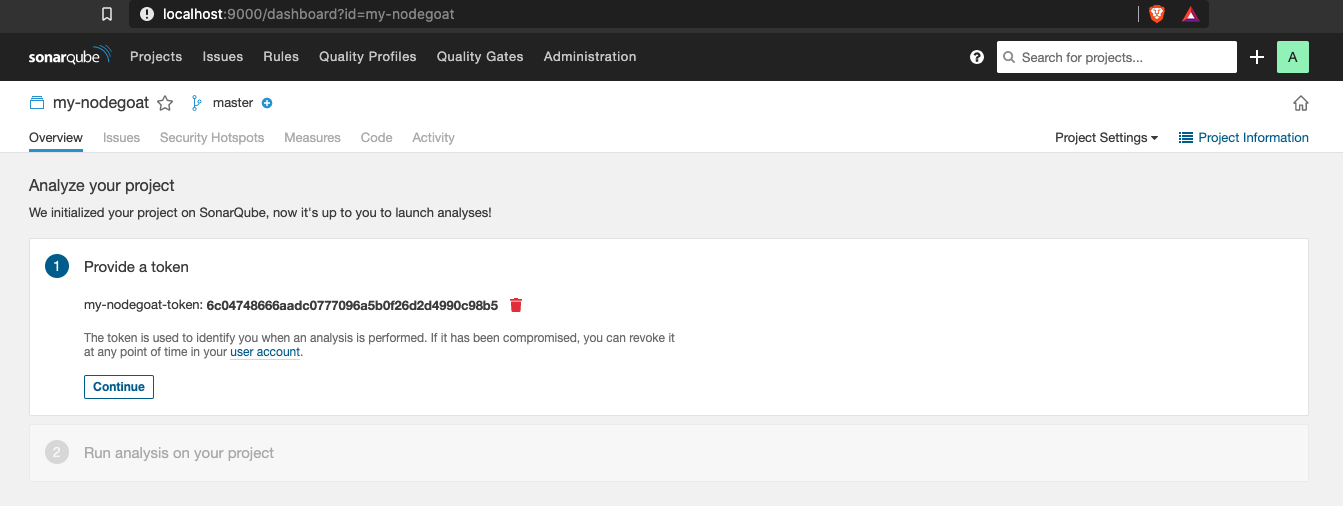 localhost:9000/dashboard?id=my-nodegoat
sonarqube Projects Issues Rules Quality Profiles Quality Gates Administration ? Search for projects... A
my-nodegoat master
Overview Issues Security Hotspots Measures Code Activity Project Settings Project Information
Analyze your project
We initialized your project on SonarQube, now it's up to you to launch analyses!
1 Provide a token
my-nodegoat-token: 6c04748666aadc0777096a5b0f26d2d4990c98b5
The token is used to identify you when an analysis is performed. If it has been compromised, you can revoke it
at any point of time in your user account.
Continue
2 Run analysis on your project